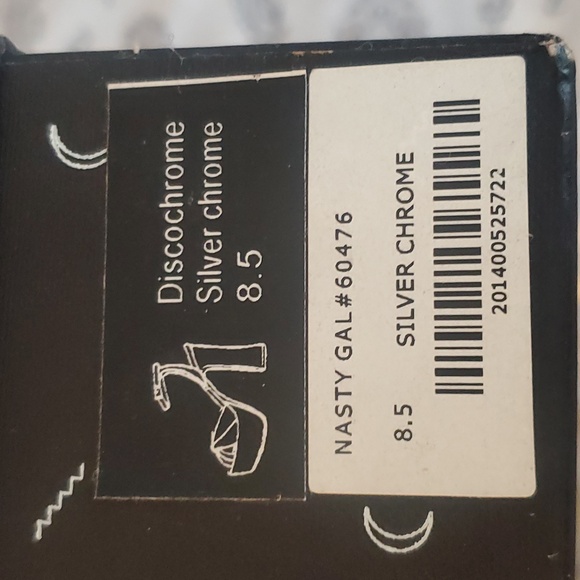 Discochrome
Silver chrome
8.5
NASTY GAL#60476
8.5 SILVER CHROME
201400525722